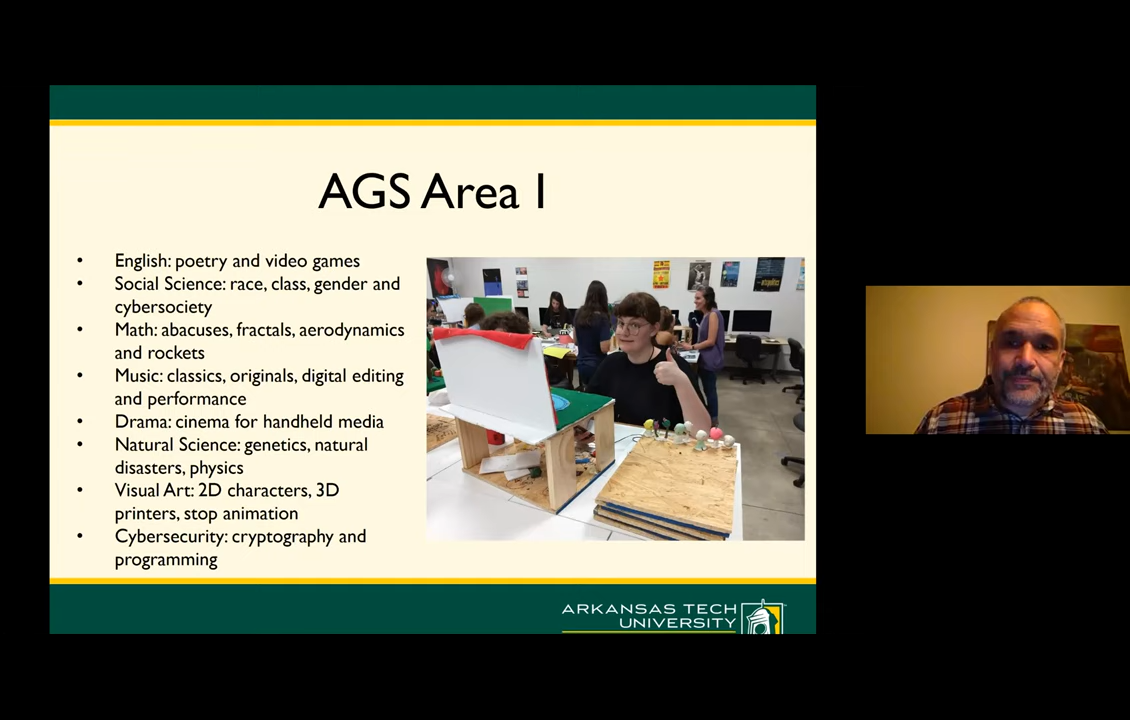 AGS Area I
• English: poetry and video games
• Social Science: race, class, gender and
cybersociety
• Math: abacuses, fractals, aerodynamics
and rockets
• Music: classics, originals, digital editing
and performance
• Drama: cinema for handheld media
• Natural Science: genetics, natural
disasters, physics
• Visual Art: 2D characters, 3D
printers, stop animation
• Cybersecurity: cryptography and
programming
ARKANSAS TECH
UNIVERSITY